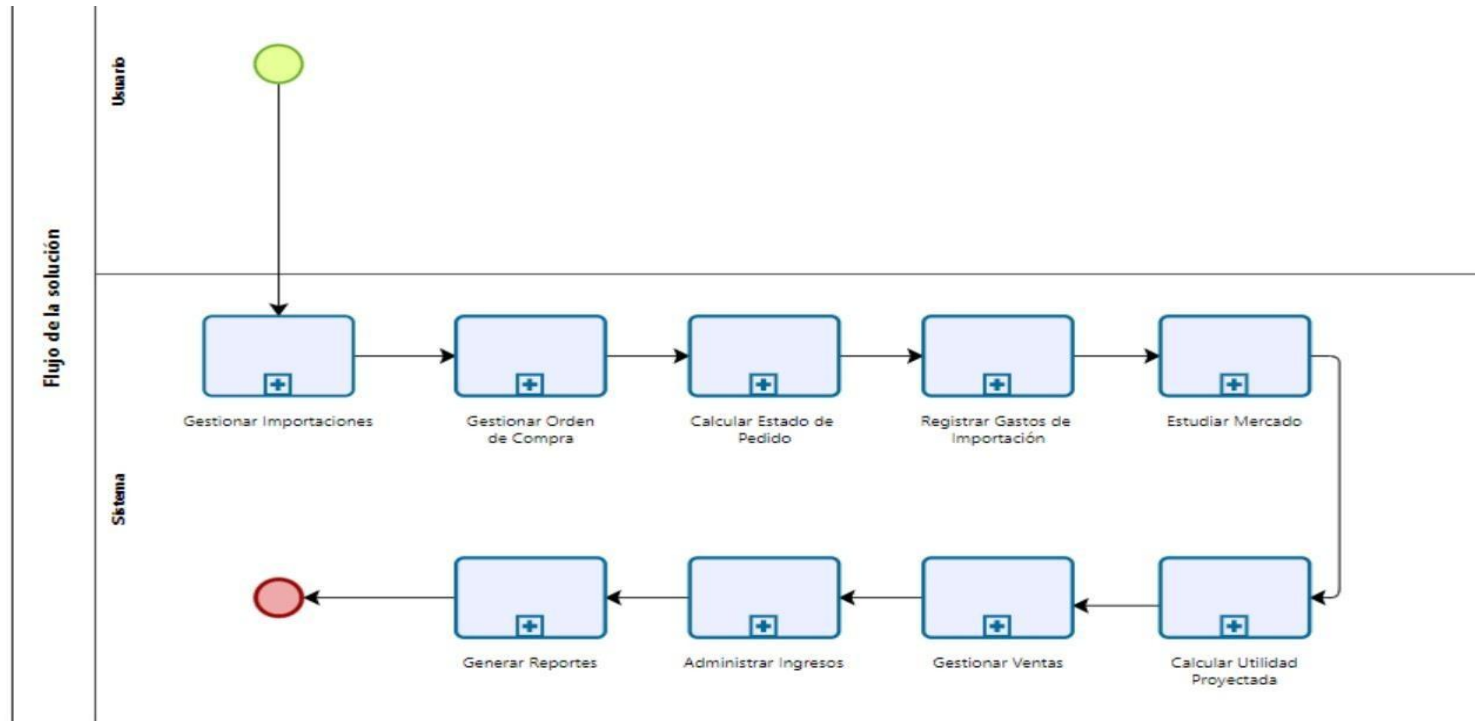 Flujo de la solución
Usuario
Sistema
Gestionar Importaciones
Gestionar Orden
de Compra
Calcular Estado de
Pedido
Registrar Gastos de
Importación
Estudiar Mercado
Generar Reportes
Administrar Ingresos
Gestionar Ventas
Calcular Utilidad
Proyectada